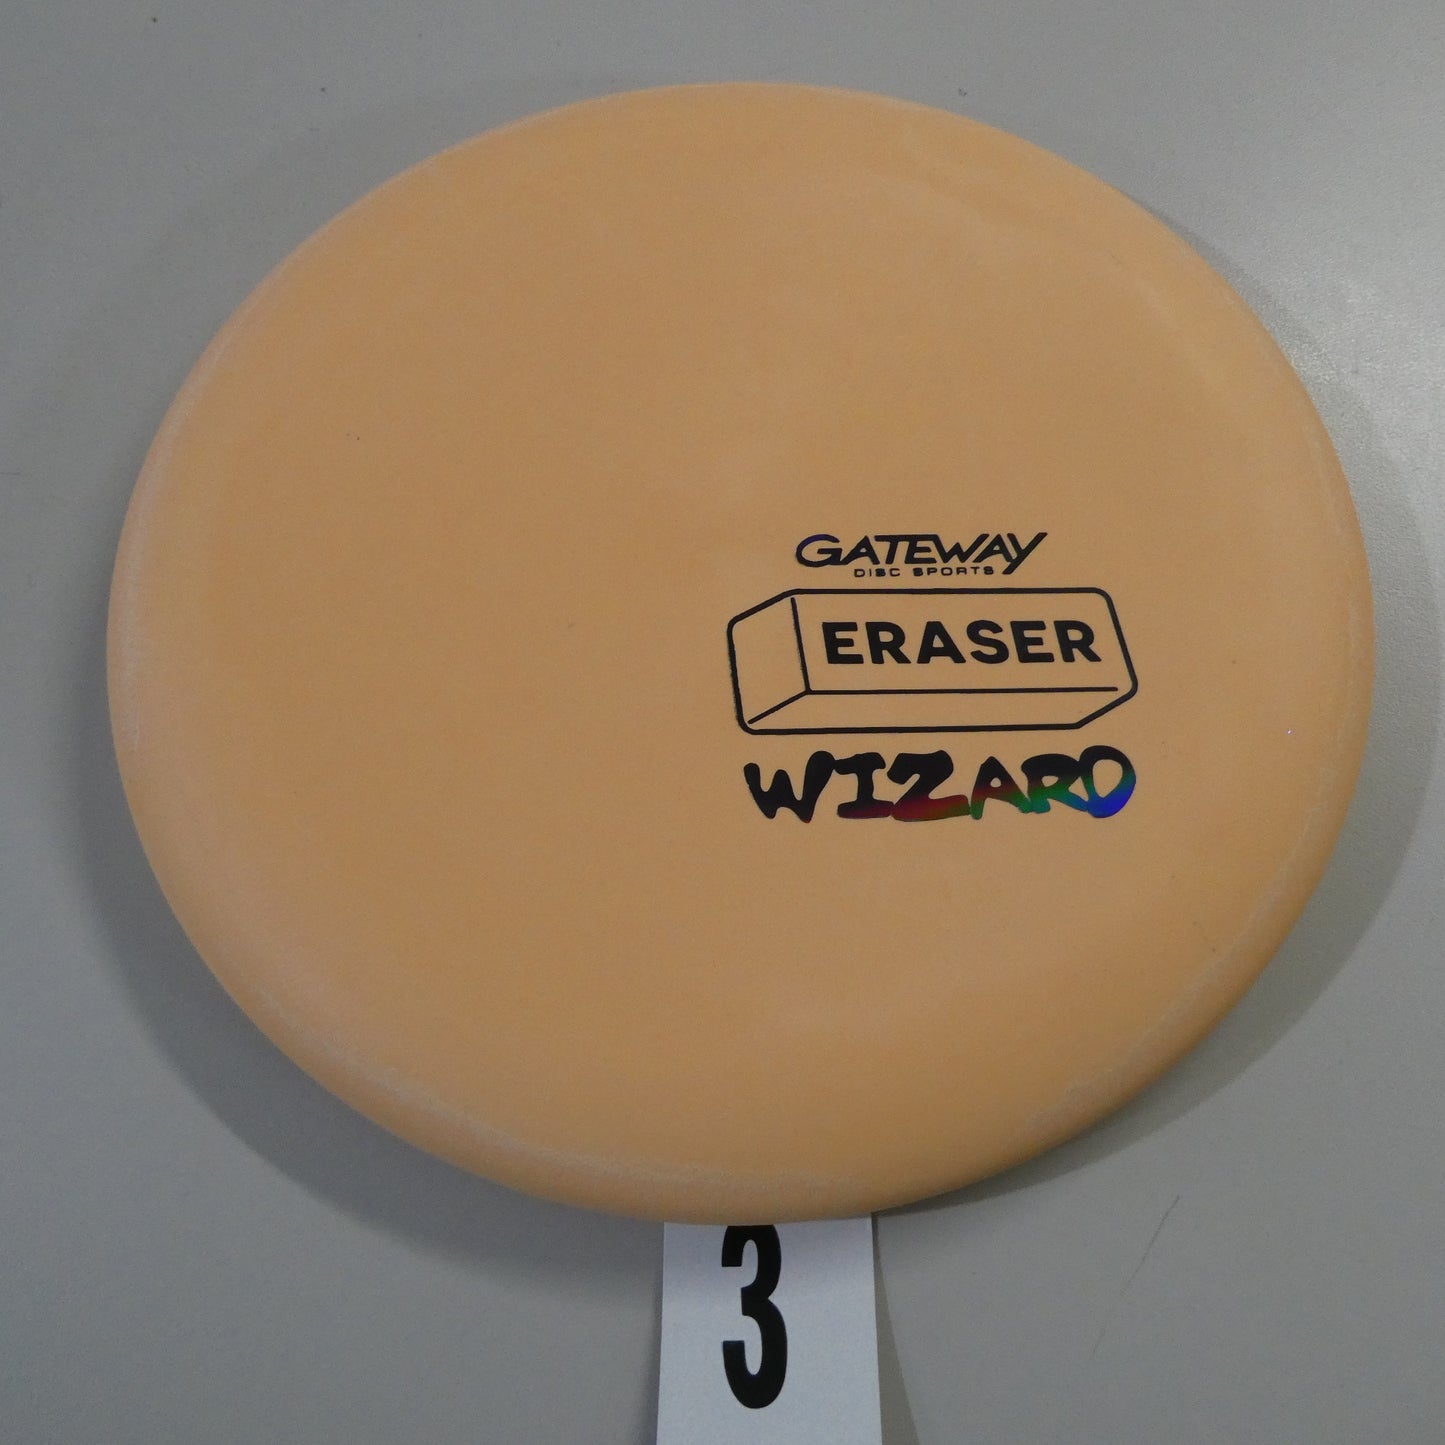 GATEWAY
DISC SPORTS
ERASER
WIZARD
3